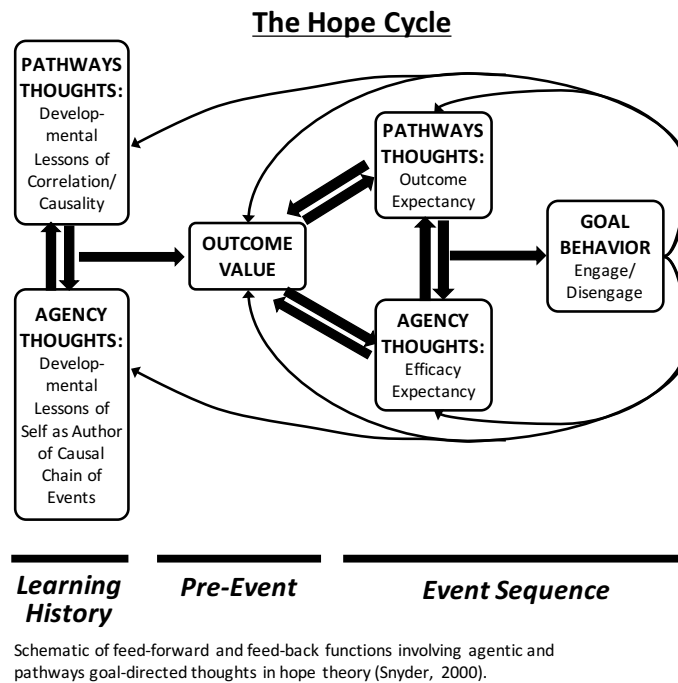 The Hope Cycle
PATHWAYS
THOUGHTS:
Develop-
mental
Lessons of
Correlation/
Causality
AGENCY
THOUGHTS:
Develop-
mental
Lessons of
Self as Author
of Causal
Chain of
Events
OUTCOME
VALUE
PATHWAYS
THOUGHTS:
Outcome
Expectancy
AGENCY
THOUGHTS:
Efficacy
Expectancy
GOAL
BEHAVIOR
Engage/
Disengage
Learning
History
Pre-Event
Event Sequence
Schematic of feed-forward and feed-back functions involving agentic and
pathways goal-directed thoughts in hope theory (Snyder, 2000).